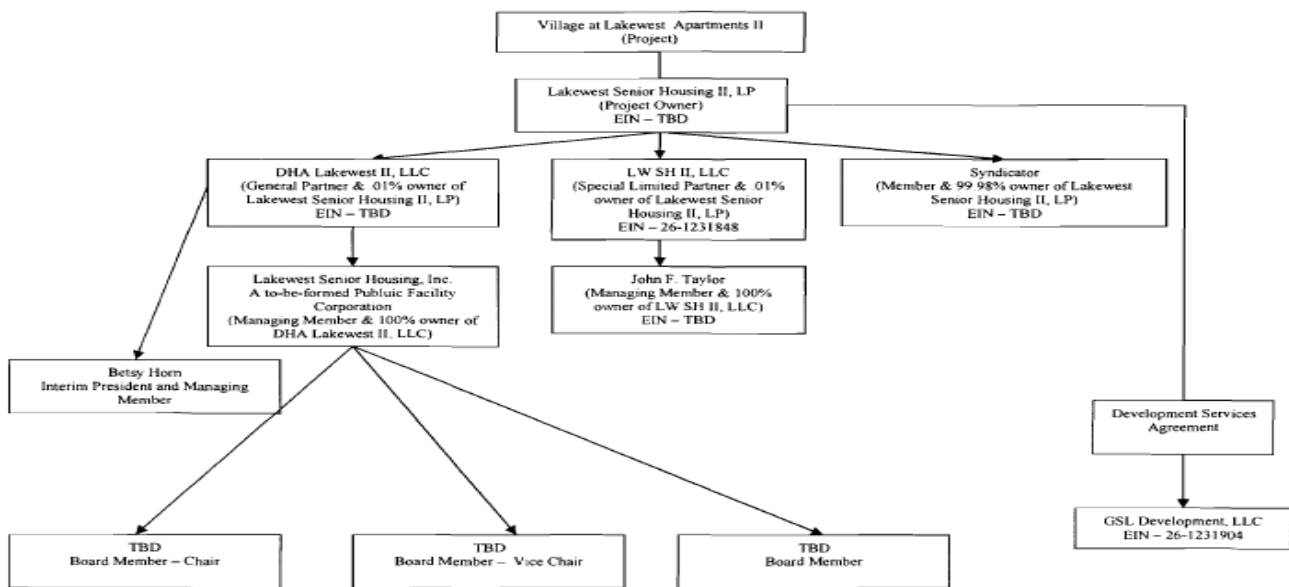 Village at Lakewest Apartments II
(Project)
Lakewest Senior Housing II, LP
(Project Owner)
EIN – TBD
DHA Lakewest II, LLC
(General Partner & .01% owner of
Lakewest Senior Housing II, LP)
EIN – TBD
LW SH II, LLC
(Special Limited Partner & .01%
owner of Lakewest Senior
Housing II, LP)
EIN – 26-1231848
Syndicator
(Member & 99.98% owner of Lakewest
Senior Housing II, LP)
EIN – TBD
Lakewest Senior Housing, Inc.
A to-be-formed Publuic Facility
Corporation
(Managing Member & 100% owner of
DHA Lakewest II, LLC)
John F. Taylor
(Managing Member & 100%
owner of LW SH II, LLC)
EIN – TBD
Betsy Horn
Interim President and Managing
Member
Development Services
Agreement
GSL Development, LLC
EIN – 26-1231904
TBD
Board Member – Chair
TBD
Board Member – Vice Chair
TBD
Board Member